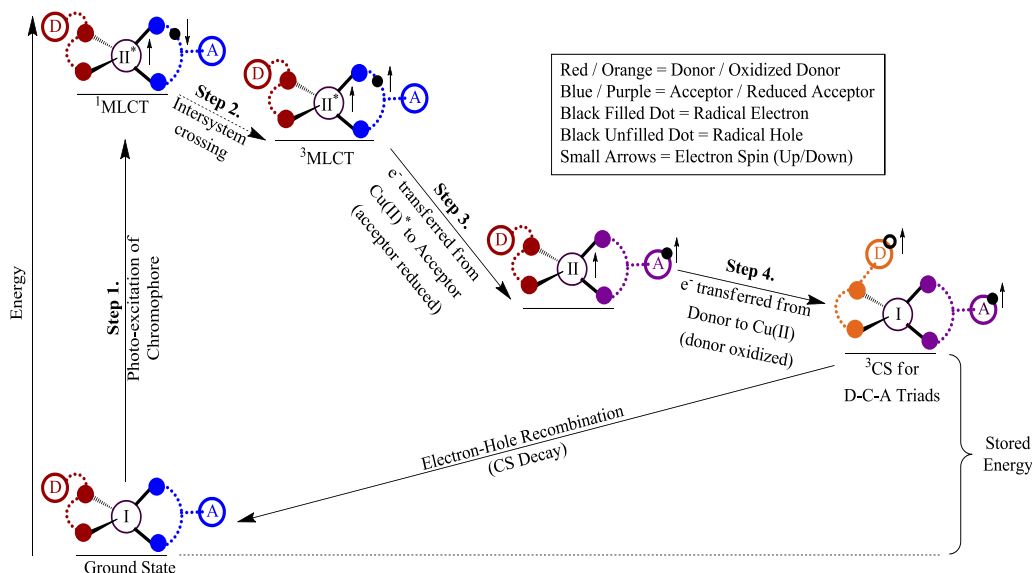 D
II*
A
¹MLCT
Step 2.
Intersystem
crossing
D
II*
A
³MLCT
Red / Orange = Donor / Oxidized Donor
Blue / Purple = Acceptor / Reduced Acceptor
Black Filled Dot = Radical Electron
Black Unfilled Dot = Radical Hole
Small Arrows = Electron Spin (Up/Down)
Energy
Step 1.
Photo-excitation of
Chromophore
Step 3.
e⁻ transferred from
Cu(II)* to Acceptor
(acceptor reduced)
D
II
A
Step 4.
e⁻ transferred from
Donor to Cu(II)
(donor oxidized)
D
I
A
³CS for
D-C-A Triads
Electron-Hole Recombination
(CS Decay)
Stored
Energy
D
I
A
Ground State